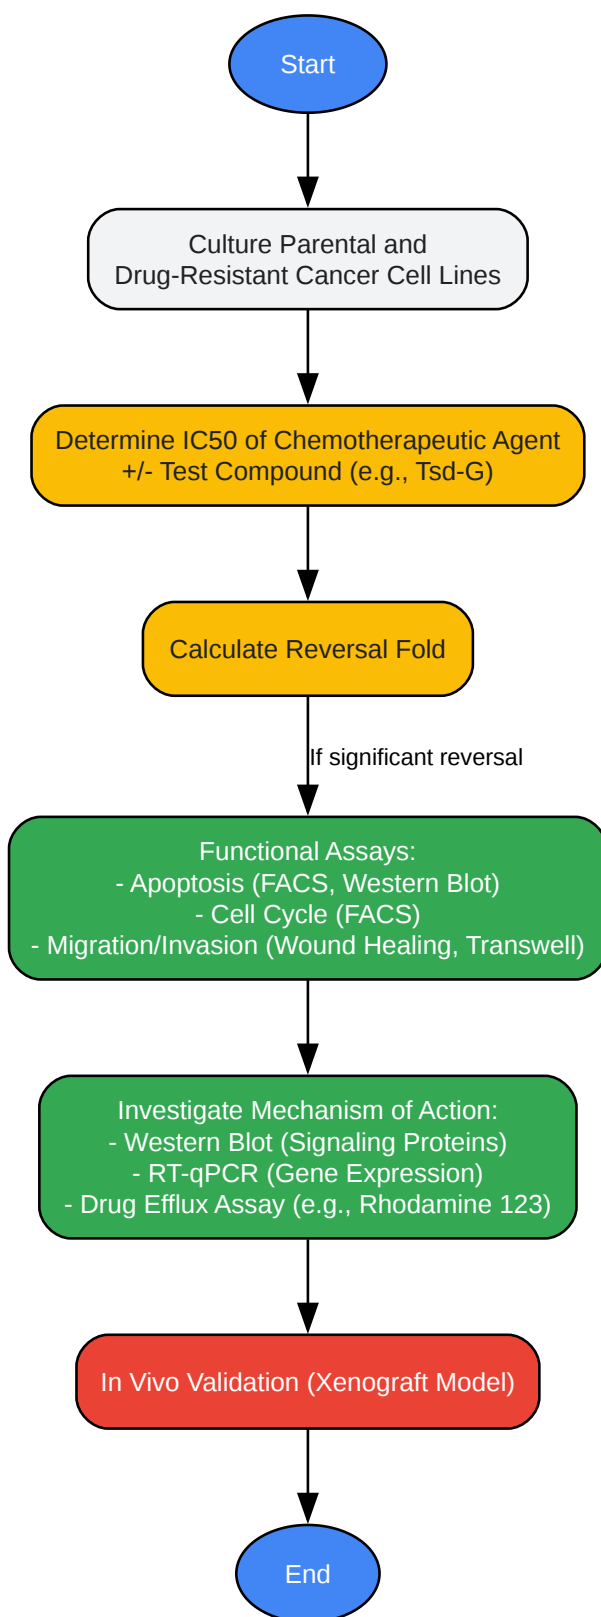 Start
Culture Parental and
Drug-Resistant Cancer Cell Lines
Determine IC50 of Chemotherapeutic Agent
+/- Test Compound (e.g., Tsd-G)
Calculate Reversal Fold
If significant reversal
Functional Assays:
- Apoptosis (FACS, Western Blot)
- Cell Cycle (FACS)
- Migration/Invasion (Wound Healing, Transwell)
Investigate Mechanism of Action:
- Western Blot (Signaling Proteins)
- RT-qPCR (Gene Expression)
- Drug Efflux Assay (e.g., Rhodamine 123)
In Vivo Validation (Xenograft Model)
End